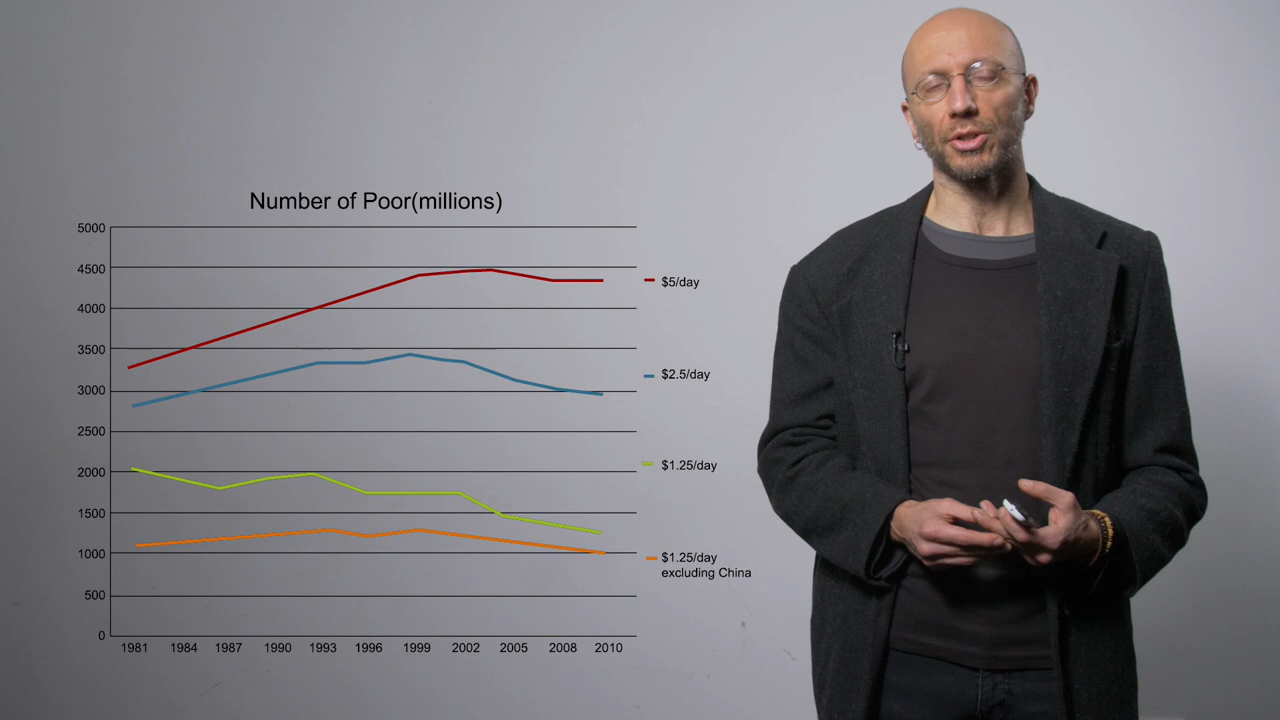 Number of Poor(millions)
5000
4500
4000
3500
3000
2500
2000
1500
1000
500
0
$5/day
$2.5/day
$1.25/day
$1.25/day
excluding China
1981 1984 1987 1990 1993 1996 1999 2002 2005 2008 2010